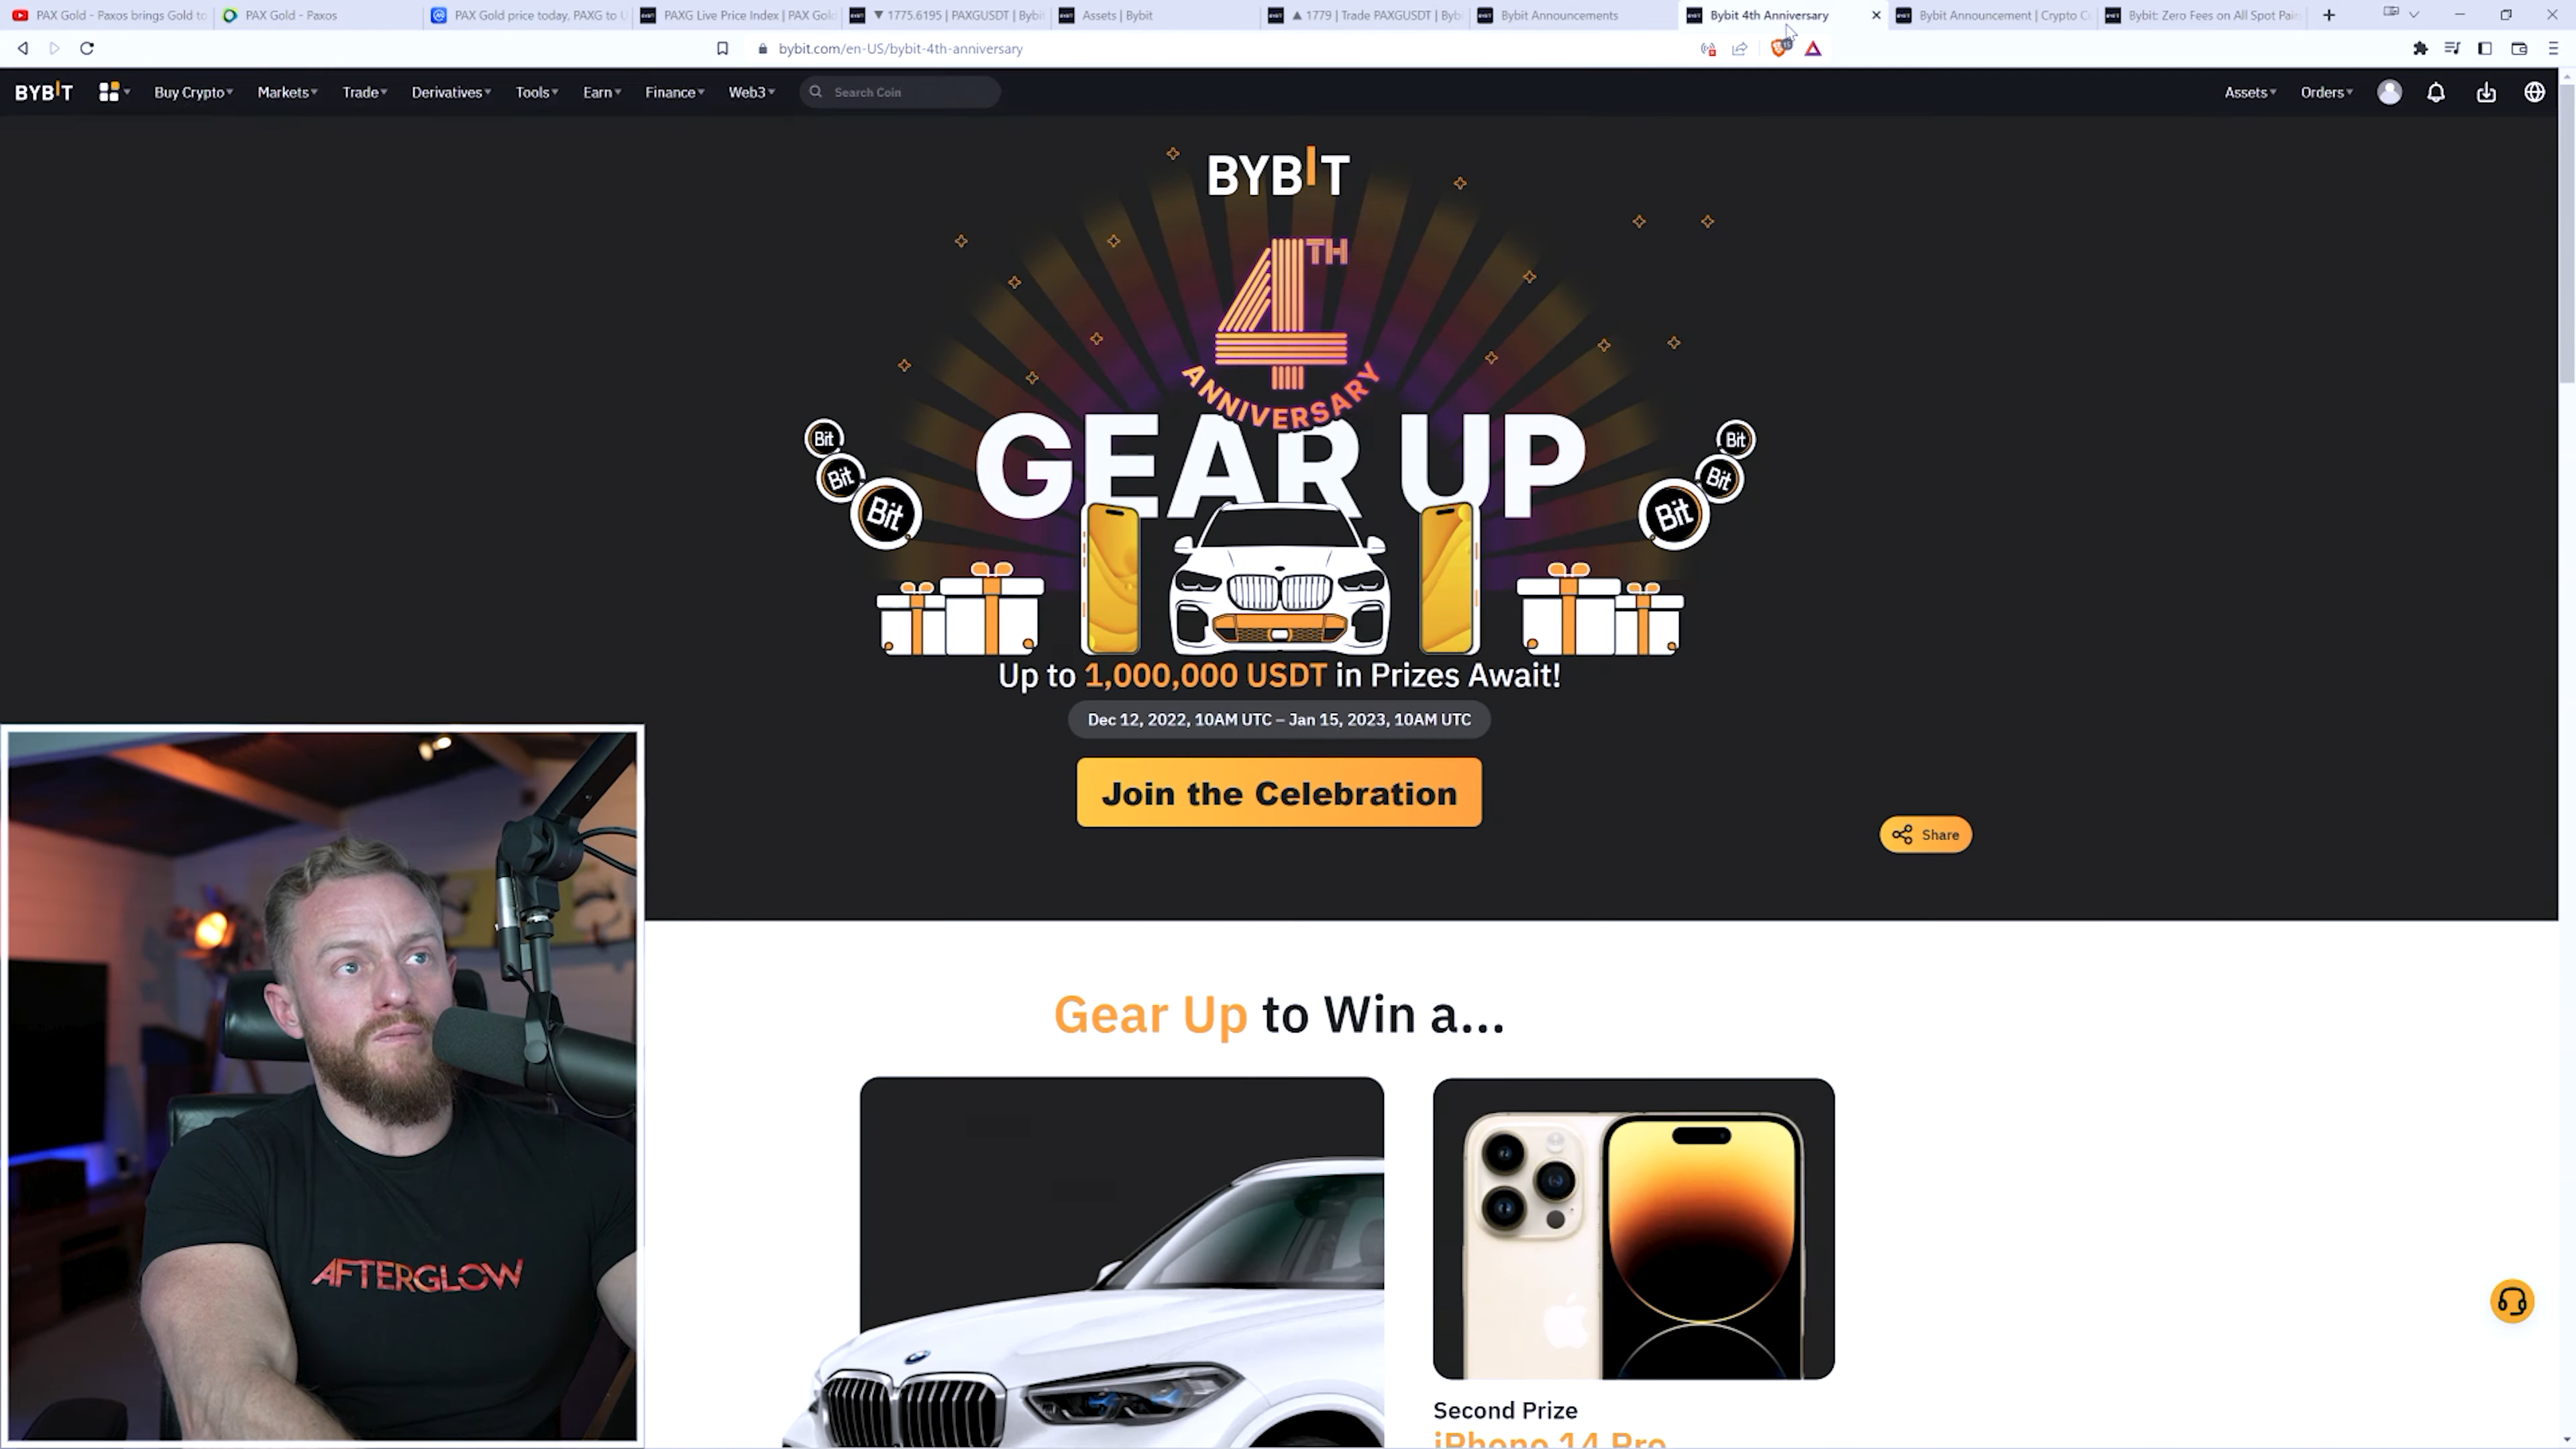 PAX Gold - Paxos brings Gold to
PAX Gold - Paxos
PAX Gold price today, PAXG to U
PAXG Live Price Index | PAX Gol
▼ 1775.6195 | PAXGUSDT | Bybi
Assets | Bybit
▲ 1779 | Trade PAXGUSDT | Byb
Bybit Announcements
Bybit 4th Anniversary
Bybit Announcement | Crypto C
Bybit: Zero Fees on All Spot Pai
bybit.com/en-US/bybit-4th-anniversary
BYBIT
Buy Crypto
Markets
Trade
Derivatives
Tools
Earn
Finance
Web3
Search Coin
Assets
Orders
BYBIT
4TH
ANNIVERSARY
GEAR UP
Bit
Bit
Bit
Bit
Bit
Bit
Up to 1,000,000 USDT in Prizes Await!
Dec 12, 2022, 10AM UTC – Jan 15, 2023, 10AM UTC
Join the Celebration
Share
Gear Up to Win a...
Second Prize
iPhone 14 Pro
AFTERGLOW